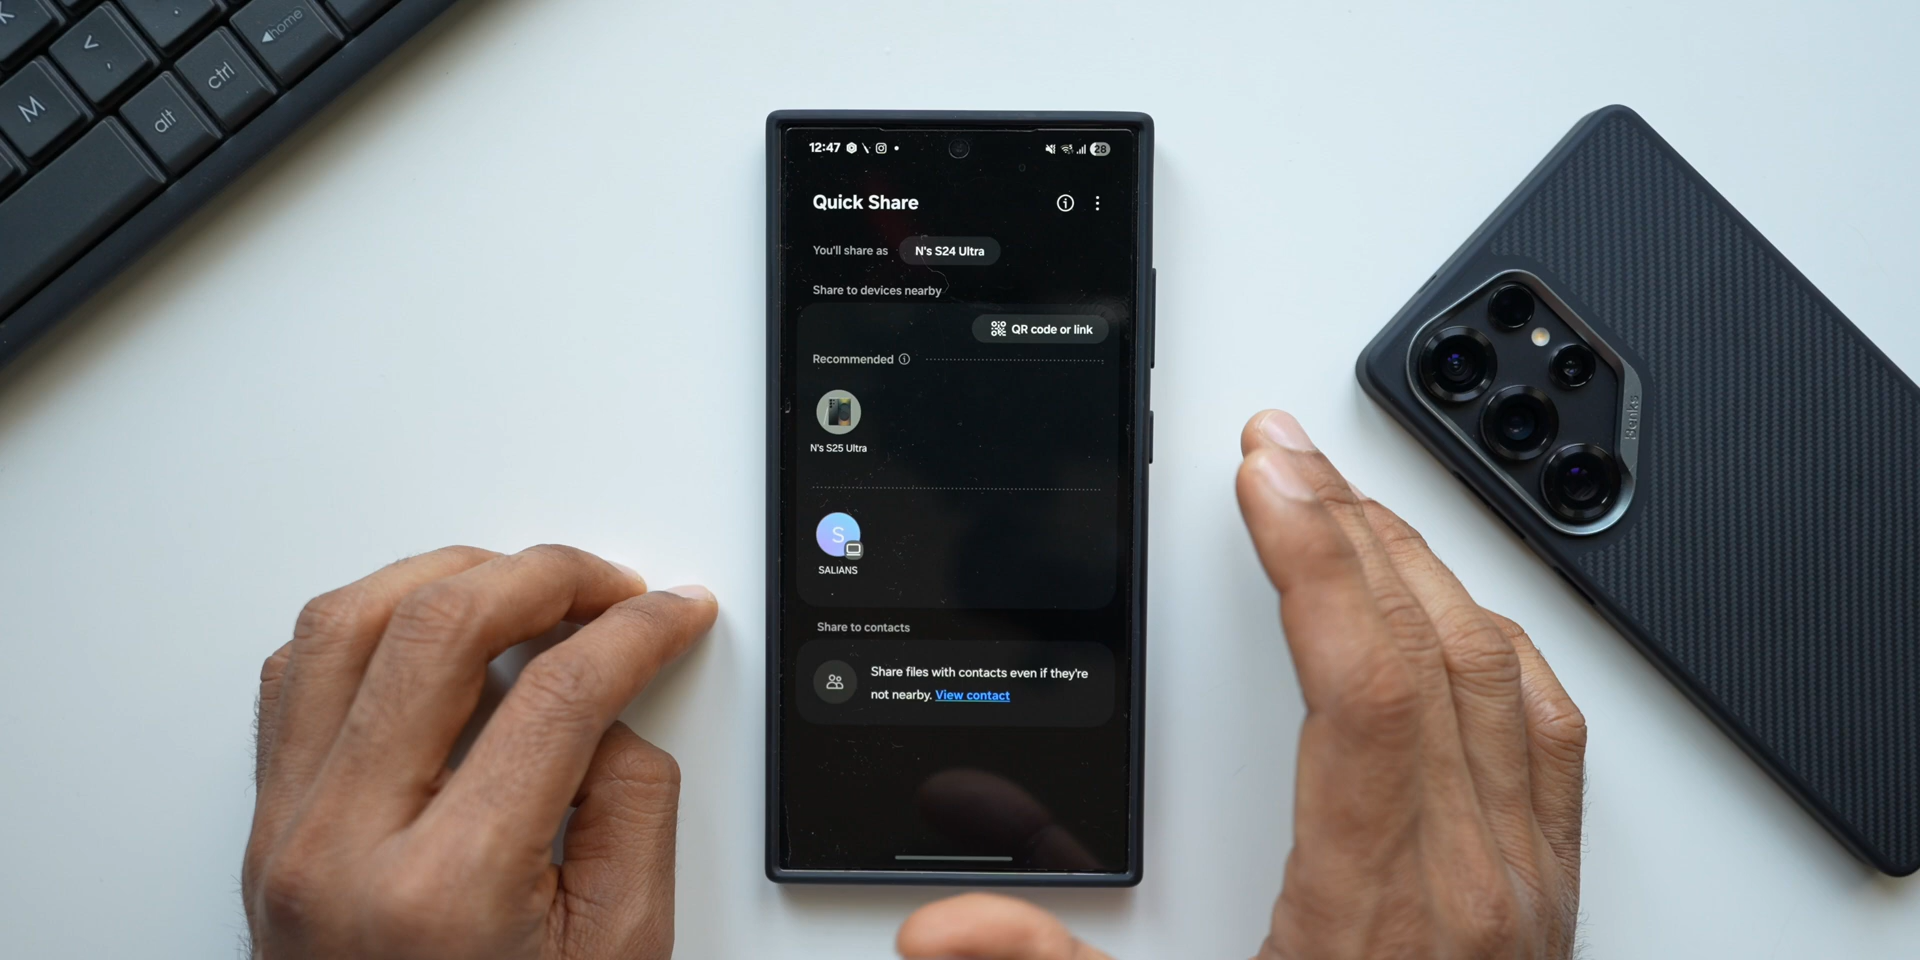 K
<
,
◀home
M
alt
ctrl
12:47
28
Quick Share
You'll share as N's S24 Ultra
Share to devices nearby
QR code or link
Recommended
N's S25 Ultra
S
SALIANS
Share to contacts
Share files with contacts even if they're
not nearby. View contact
Benks